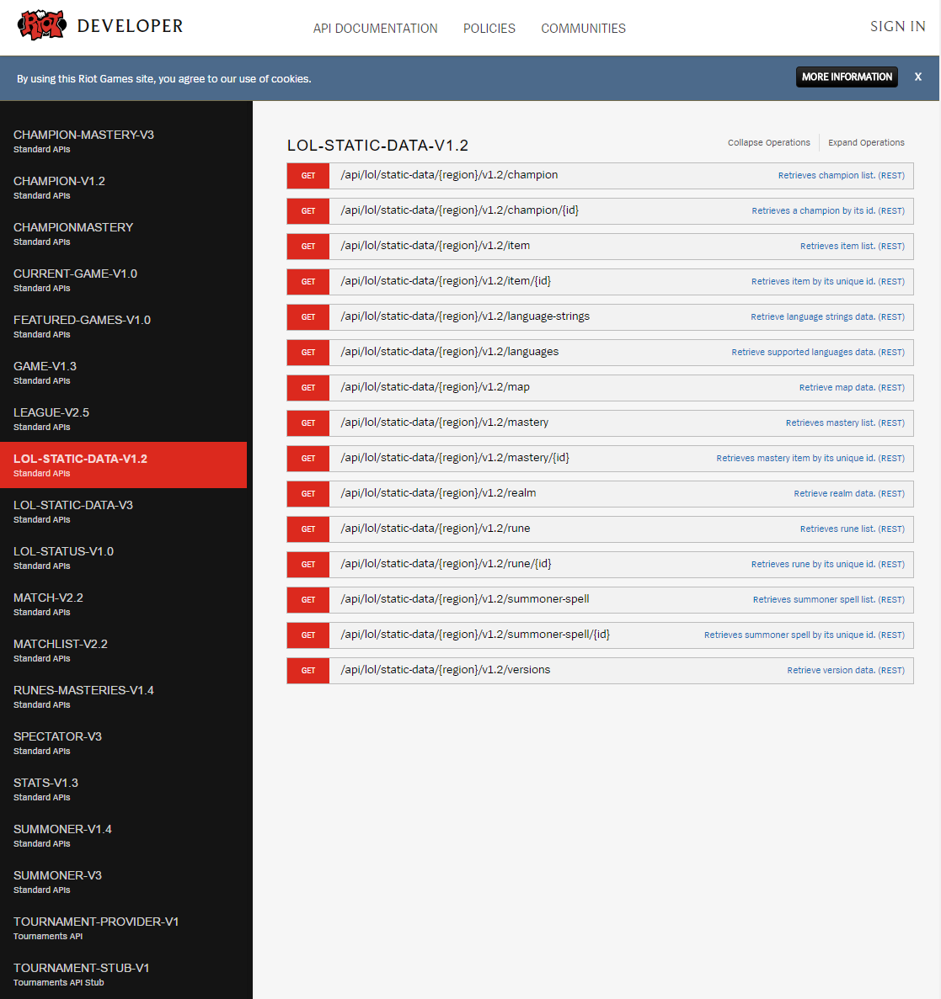 RIOT DEVELOPER
API DOCUMENTATION POLICIES COMMUNITIES
SIGN IN
By using this Riot Games site, you agree to our use of cookies.
MORE INFORMATION X
CHAMPION-MASTERY-V3
Standard APIs
CHAMPION-V1.2
Standard APIs
CHAMPIONMASTERY
Standard APIs
CURRENT-GAME-V1.0
Standard APIs
FEATURED-GAMES-V1.0
Standard APIs
GAME-V1.3
Standard APIs
LEAGUE-V2.5
Standard APIs
LOL-STATIC-DATA-V1.2
Standard APIs
LOL-STATIC-DATA-V3
Standard APIs
LOL-STATUS-V1.0
Standard APIs
MATCH-V2.2
Standard APIs
MATCHLIST-V2.2
Standard APIs
RUNES-MASTERIES-V1.4
Standard APIs
SPECTATOR-V3
Standard APIs
STATS-V1.3
Standard APIs
SUMMONER-V1.4
Standard APIs
SUMMONER-V3
Standard APIs
TOURNAMENT-PROVIDER-V1
Tournaments API
TOURNAMENT-STUB-V1
Tournaments API Stub
LOL-STATIC-DATA-V1.2
Collapse Operations Expand Operations
GET /api/lol/static-data/{region}/v1.2/champion Retrieves champion list. (REST)
GET /api/lol/static-data/{region}/v1.2/champion/{id} Retrieves a champion by its id. (REST)
GET /api/lol/static-data/{region}/v1.2/item Retrieves item list. (REST)
GET /api/lol/static-data/{region}/v1.2/item/{id} Retrieves item by its unique id. (REST)
GET /api/lol/static-data/{region}/v1.2/language-strings Retrieve language strings data. (REST)
GET /api/lol/static-data/{region}/v1.2/languages Retrieve supported languages data. (REST)
GET /api/lol/static-data/{region}/v1.2/map Retrieve map data. (REST)
GET /api/lol/static-data/{region}/v1.2/mastery Retrieves mastery list. (REST)
GET /api/lol/static-data/{region}/v1.2/mastery/{id} Retrieves mastery item by its unique id. (REST)
GET /api/lol/static-data/{region}/v1.2/realm Retrieve realm data. (REST)
GET /api/lol/static-data/{region}/v1.2/rune Retrieves rune list. (REST)
GET /api/lol/static-data/{region}/v1.2/rune/{id} Retrieves rune by its unique id. (REST)
GET /api/lol/static-data/{region}/v1.2/summoner-spell Retrieves summoner spell list. (REST)
GET /api/lol/static-data/{region}/v1.2/summoner-spell/{id} Retrieves summoner spell by its unique id. (REST)
GET /api/lol/static-data/{region}/v1.2/versions Retrieve version data. (REST)